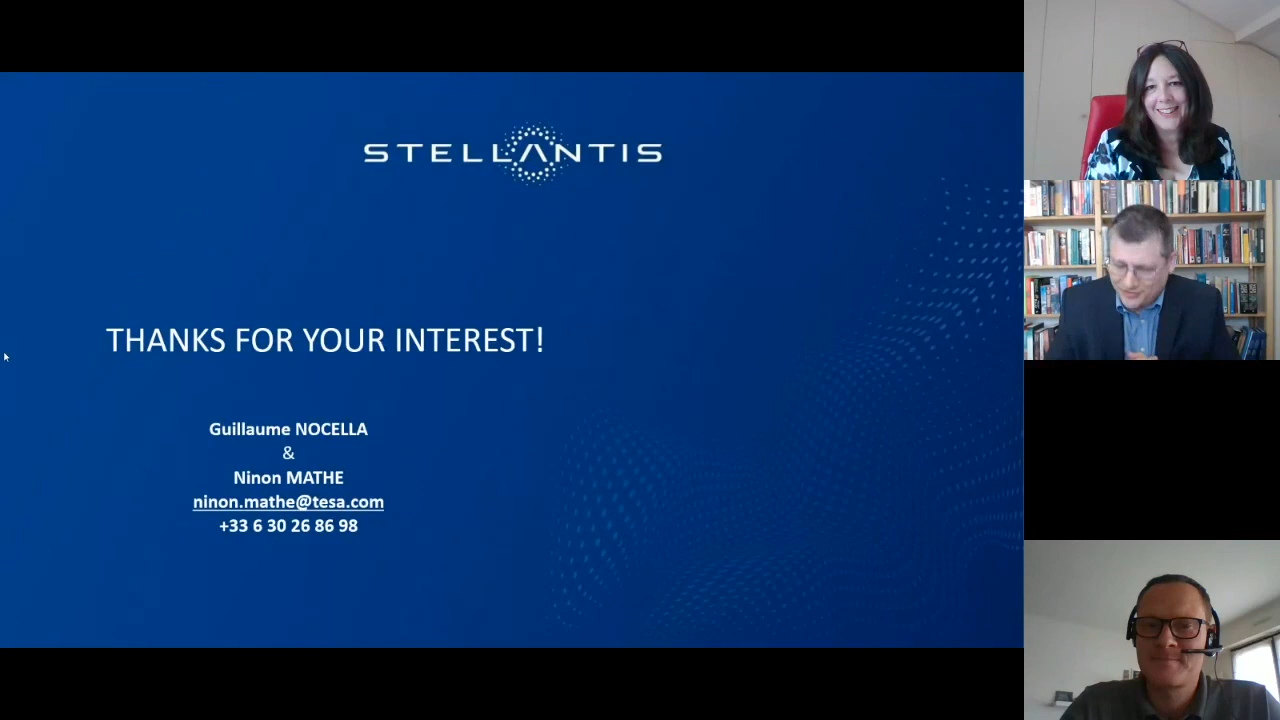 STELLANTIS
THANKS FOR YOUR INTEREST!
Guillaume NOCELLA
&
Ninon MATHE
ninon.mathe@tesa.com
+33 6 30 26 86 98